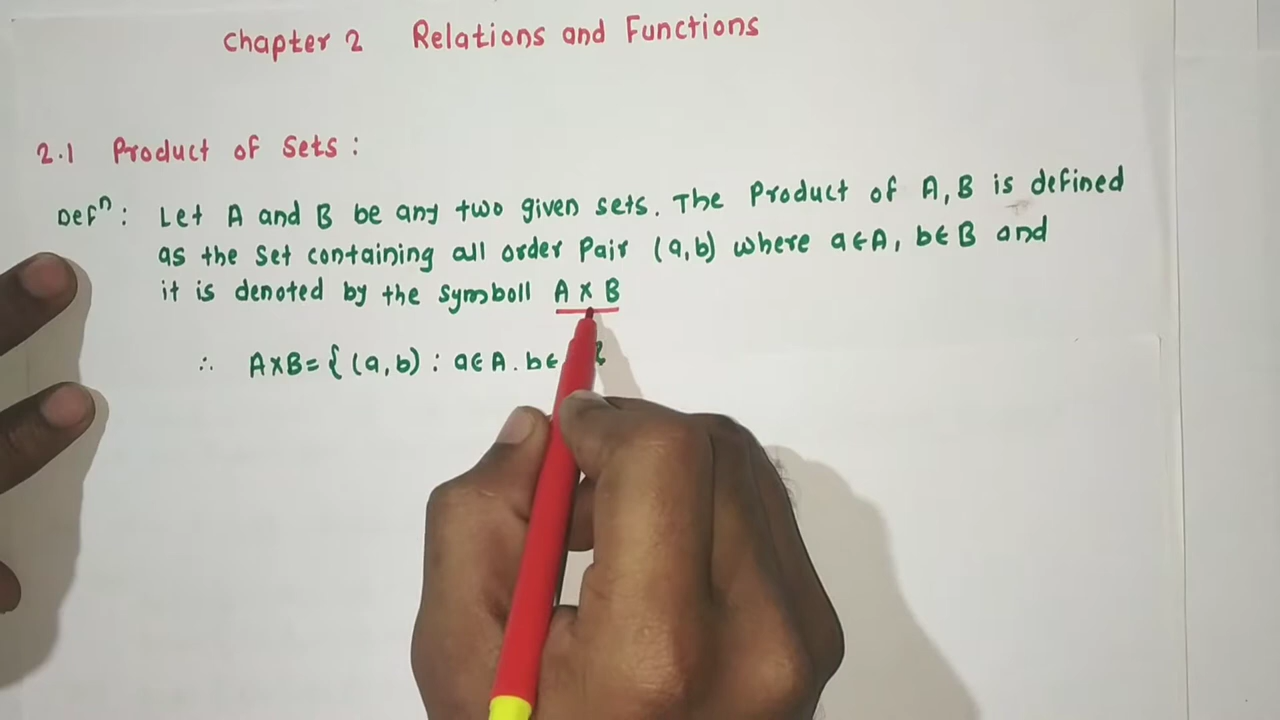 Chapter 2 Relations and Functions
2.1 Product of Sets :
Defⁿ : Let A and B be any two given sets. The Product of A, B is defined
as the Set containing all order Pair (a,b) where a∈A, b∈B and
it is denoted by the Symboll A × B
∴ A×B= { (a,b) : a∈A. b∈